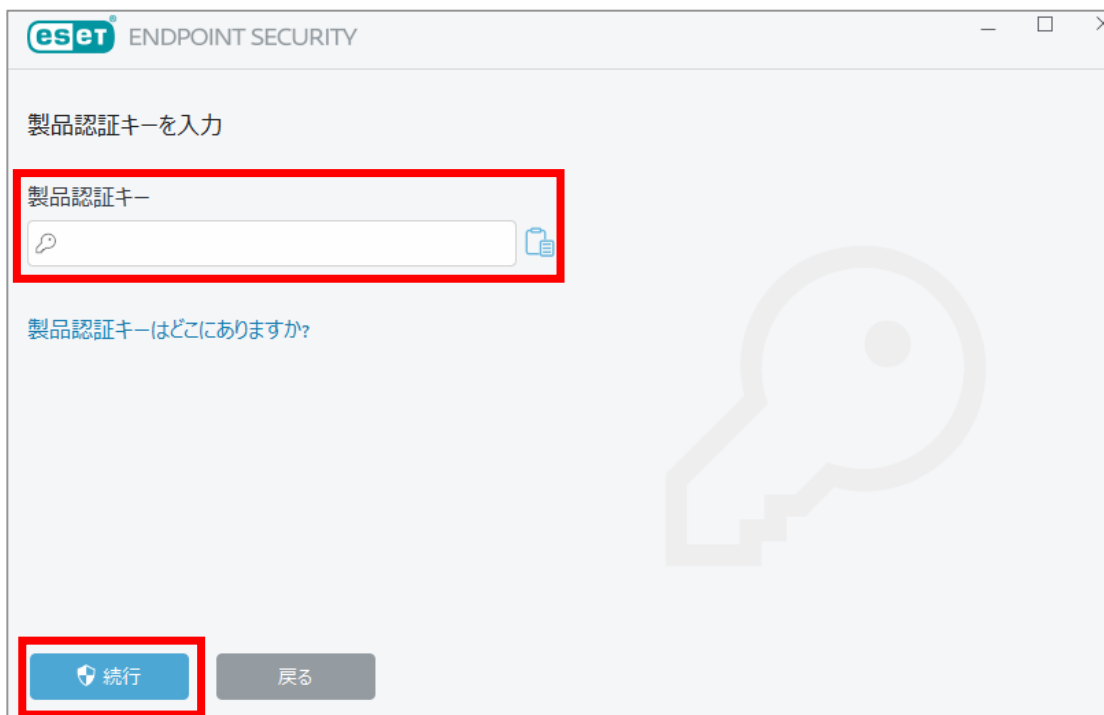 eset® ENDPOINT SECURITY
製品認証キーを入力
製品認証キー
製品認証キーはどこにありますか?
続行
戻る